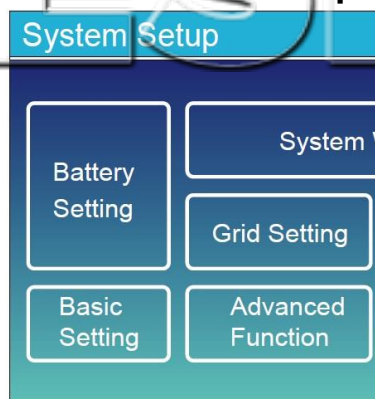 System Setup
System
Battery
Setting
Grid Setting
Basic
Setting
Advanced
Function